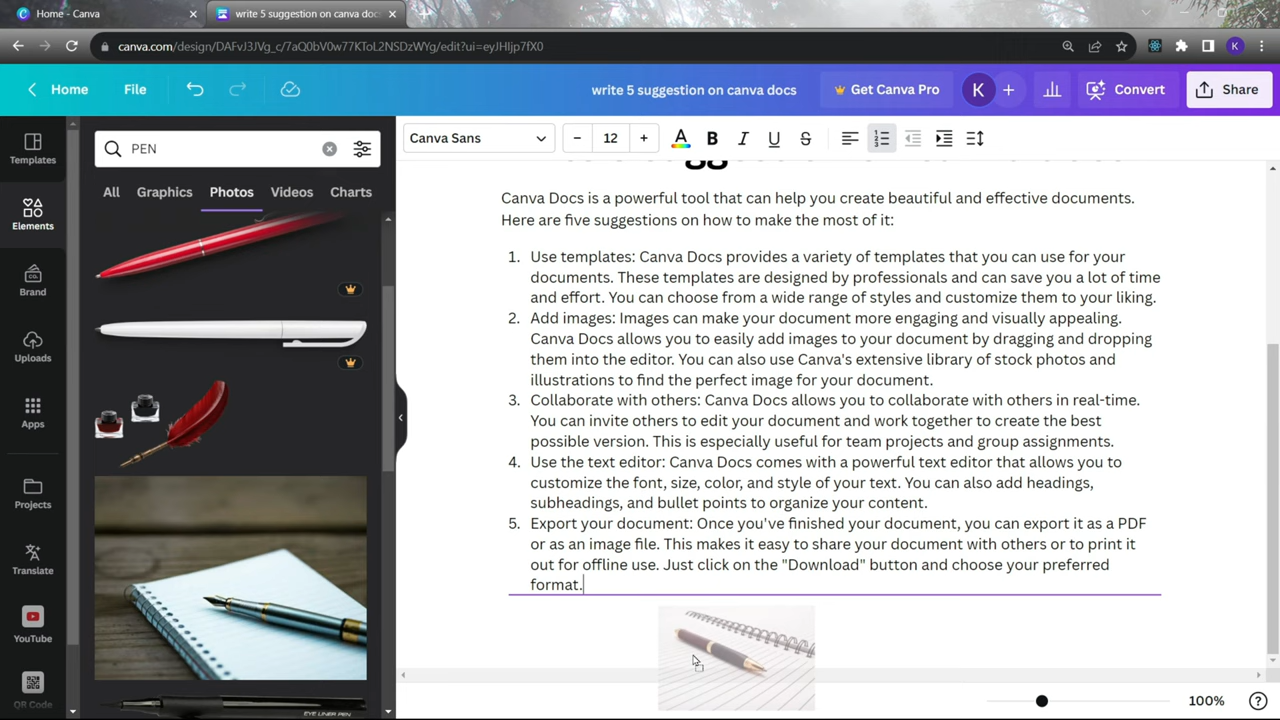 Home - Canva
write 5 suggestion on canva doc
canva.com/design/DAFvJ3JVg_c/7aQ0bV0w77KToL2NSDzWYg/edit?ui=eyJHIjp7fX0
K
Home
File
write 5 suggestion on canva docs
Get Canva Pro
K
Convert
Share
Templates
Elements
Brand
Uploads
Apps
Projects
Translate
YouTube
QR Code
PEN
All Graphics Photos Videos Charts
EYE LINER PEN
Canva Sans
12
Canva Docs is a powerful tool that can help you create beautiful and effective documents.
Here are five suggestions on how to make the most of it:
1. Use templates: Canva Docs provides a variety of templates that you can use for your
documents. These templates are designed by professionals and can save you a lot of time
and effort. You can choose from a wide range of styles and customize them to your liking.
2. Add images: Images can make your document more engaging and visually appealing.
Canva Docs allows you to easily add images to your document by dragging and dropping
them into the editor. You can also use Canva's extensive library of stock photos and
illustrations to find the perfect image for your document.
3. Collaborate with others: Canva Docs allows you to collaborate with others in real-time.
You can invite others to edit your document and work together to create the best
possible version. This is especially useful for team projects and group assignments.
4. Use the text editor: Canva Docs comes with a powerful text editor that allows you to
customize the font, size, color, and style of your text. You can also add headings,
subheadings, and bullet points to organize your content.
5. Export your document: Once you've finished your document, you can export it as a PDF
or as an image file. This makes it easy to share your document with others or to print it
out for offline use. Just click on the "Download" button and choose your preferred
format.
100%